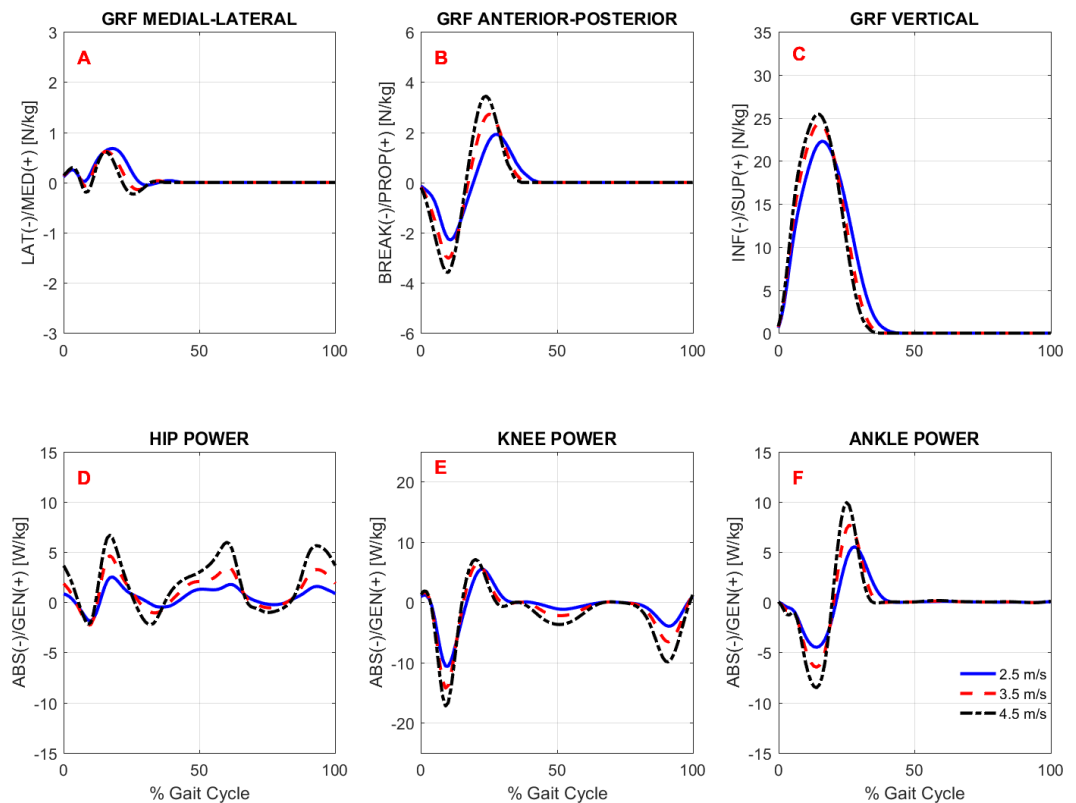 GRF MEDIAL-LATERAL
A
LAT(-)/MED(+) [N/kg]
3
2
1
0
-1
-2
-3
0
50
100
GRF ANTERIOR-POSTERIOR
B
BREAK(-)/PROP(+) [N/kg]
6
4
2
0
-2
-4
-6
0
50
100
GRF VERTICAL
C
INF(-)/SUP(+) [N/kg]
35
30
25
20
15
10
5
0
0
50
100
HIP POWER
D
ABS(-)/GEN(+) [W/kg]
15
10
5
0
-5
-10
-15
0
50
100
% Gait Cycle
KNEE POWER
E
ABS(-)/GEN(+) [W/kg]
20
10
0
-10
-20
0
50
100
% Gait Cycle
ANKLE POWER
F
ABS(-)/GEN(+) [W/kg]
15
10
5
0
-5
-10
-15
0
50
100
% Gait Cycle
2.5 m/s
3.5 m/s
4.5 m/s